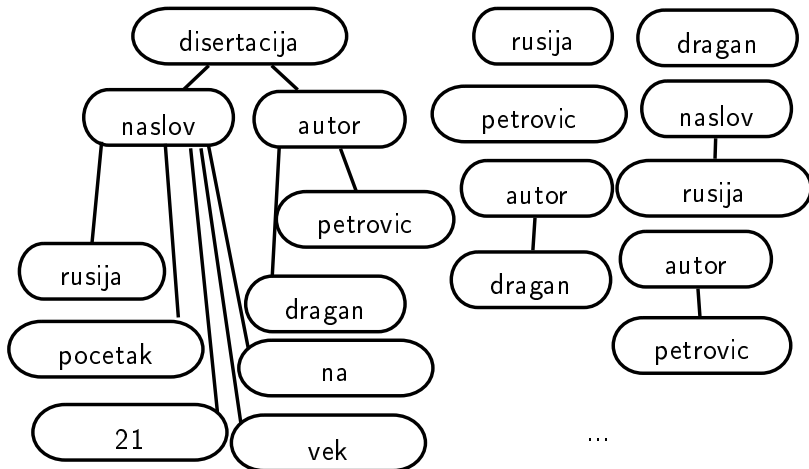 disertacija
naslov
autor
rusija
petrovic
dragan
pocetak
na
21
vek
rusija
dragan
petrovic
naslov
rusija
autor
dragan
autor
petrovic
...